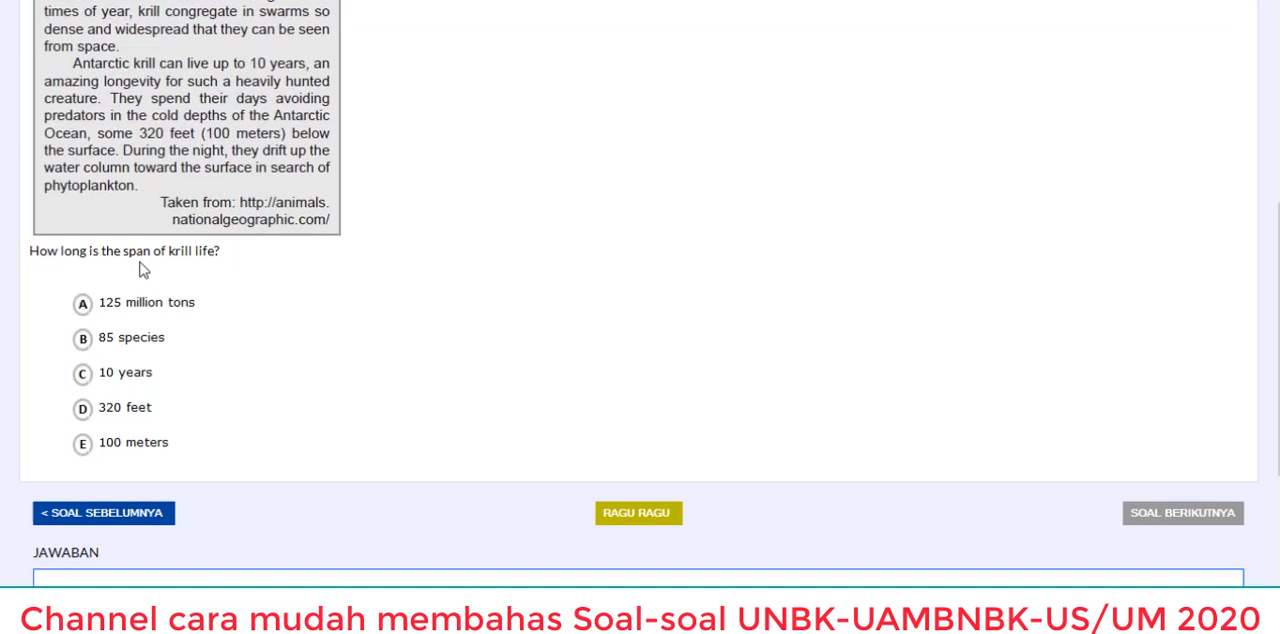 times of year, krill congregate in swarms so
dense and widespread that they can be seen
from space.
Antarctic krill can live up to 10 years, an
amazing longevity for such a heavily hunted
creature. They spend their days avoiding
predators in the cold depths of the Antarctic
Ocean, some 320 feet (100 meters) below
the surface. During the night, they drift up the
water column toward the surface in search of
phytoplankton.
Taken from: http://animals.
nationalgeographic.com/
How long is the span of krill life?
A 125 million tons
B 85 species
C 10 years
D 320 feet
E 100 meters
< SOAL SEBELUMNYA
RAGU RAGU
SOAL BERIKUTNYA
JAWABAN
Channel cara mudah membahas Soal-soal UNBK-UAMBNBK-US/UM 2020